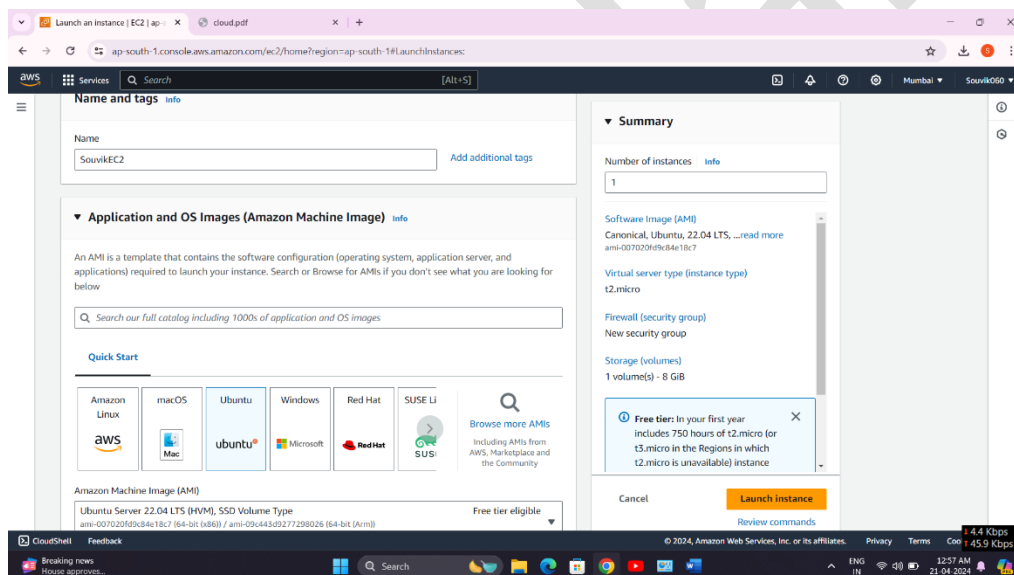 Launch an instance | EC2 | ap-s
cloud.pdf
ap-south-1.console.aws.amazon.com/ec2/home?region=ap-south-1#LaunchInstances:
S
aws
Services
Search
[Alt+S]
Mumbai
Souvik060
Name and tags Info
Name
SouvikEC2
Add additional tags
Application and OS Images (Amazon Machine Image) Info
An AMI is a template that contains the software configuration (operating system, application server, and
applications) required to launch your instance. Search or Browse for AMIs if you don't see what you are looking for
below
Search our full catalog including 1000s of application and OS images
Quick Start
Amazon
Linux
aws
macOS
Mac
Ubuntu
ubuntu
Windows
Microsoft
Red Hat
Red Hat
SUSE Li
SUS
Browse more AMIs
Including AMIs from
AWS, Marketplace and
the Community
Amazon Machine Image (AMI)
Ubuntu Server 22.04 LTS (HVM), SSD Volume Type
Free tier eligible
ami-007020fd9c84e18c7 (64-bit (x86)) / ami-09c443d9277298026 (64-bit (Arm))
Summary
Number of instances Info
1
Software Image (AMI)
Canonical, Ubuntu, 22.04 LTS, ...read more
ami-007020fd9c84e18c7
Virtual server type (instance type)
t2.micro
Firewall (security group)
New security group
Storage (volumes)
1 volume(s) - 8 GiB
Free tier: In your first year
includes 750 hours of t2.micro (or
t3.micro in the Regions in which
t2.micro is unavailable) instance
Cancel
Launch instance
Review commands
CloudShell
Feedback
© 2024, Amazon Web Services, Inc. or its affiliates.
Privacy
Terms
Coo
4.4 Kbps
45.9 Kbps
Breaking news
House approves...
Search
ENG
IN
12:57 AM
21-04-2024